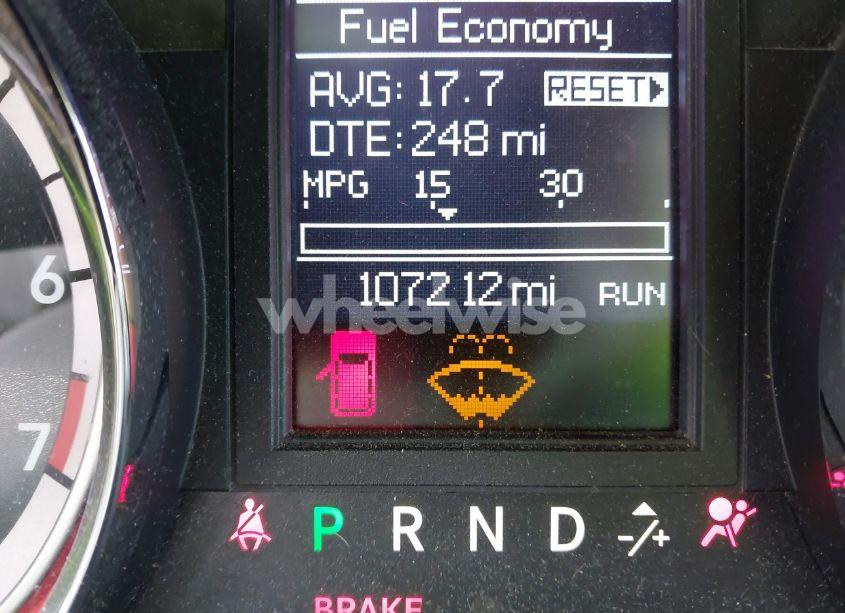 Fuel Economy
AVG: 17.7 RESET
DTE: 248 mi
MPG 15 30
107212 mi RUN
wheelwise
6
7
P R N D -/+
BRAKE